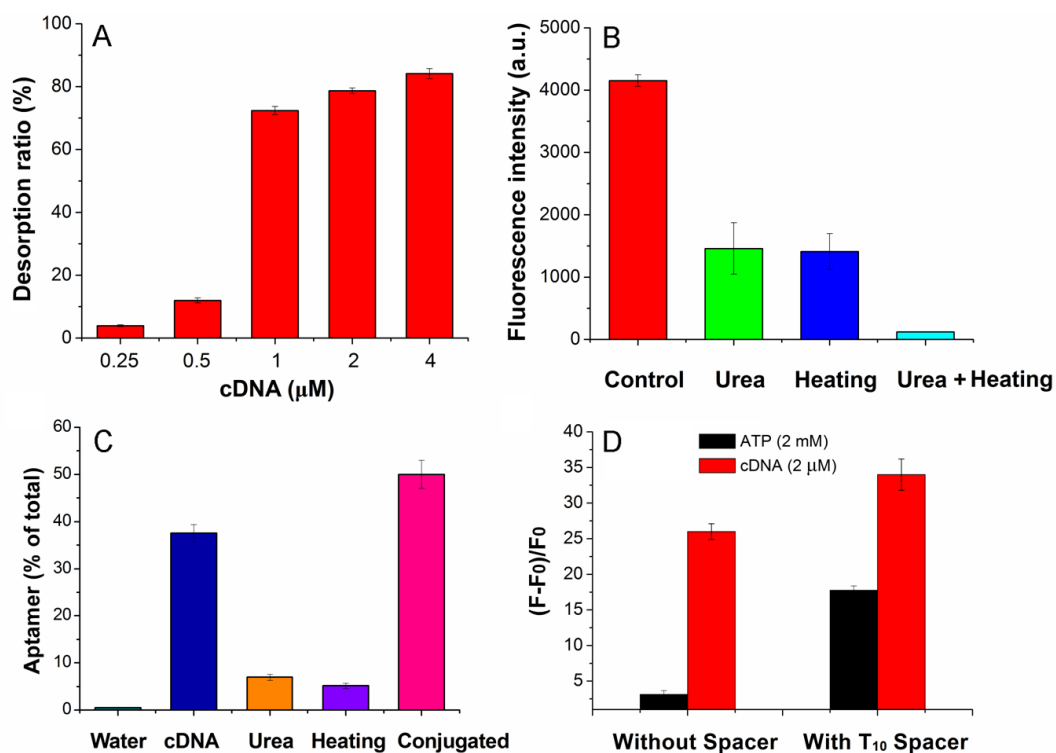 A
Desorption ratio (%)
100
80
60
40
20
0
0.25 0.5 1 2 4
cDNA (µM)
B
Fluorescence intensity (a.u.)
5000
4000
3000
2000
1000
0
Control Urea Heating Urea + Heating
C
Aptamer (% of total)
60
50
40
30
20
10
0
Water cDNA Urea Heating Conjugated
D
ATP (2 mM)
cDNA (2 µM)
(F-F₀)/F₀
40
35
30
25
20
15
10
5
Without Spacer With T₁₀ Spacer